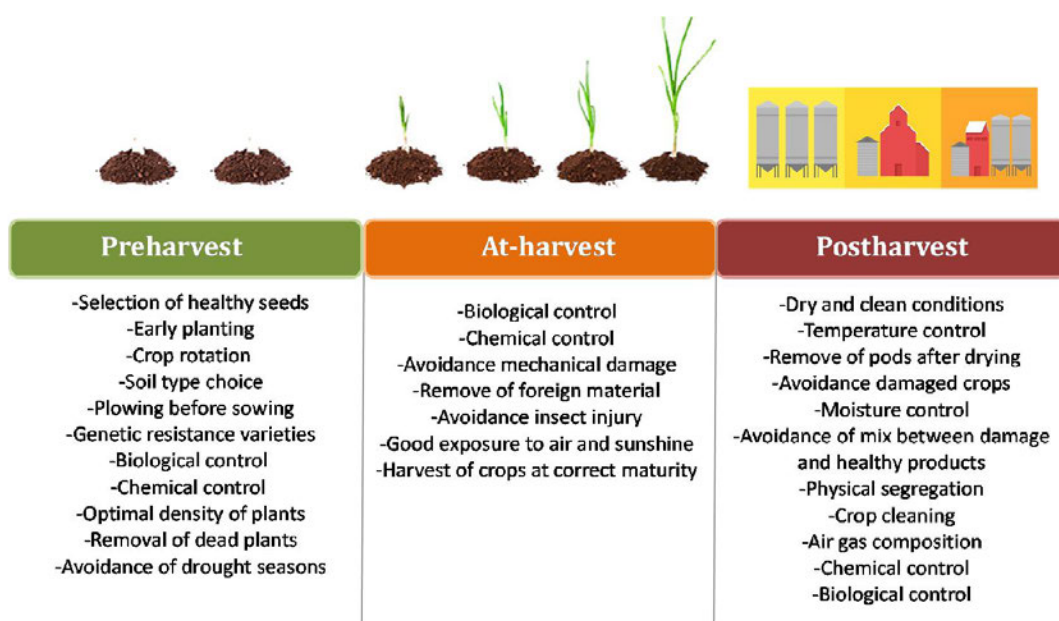 Preharvest
-Selection of healthy seeds
-Early planting
-Crop rotation
-Soil type choice
-Plowing before sowing
-Genetic resistance varieties
-Biological control
-Chemical control
-Optimal density of plants
-Removal of dead plants
-Avoidance of drought seasons
At-harvest
-Biological control
-Chemical control
-Avoidance mechanical damage
-Remove of foreign material
-Avoidance insect injury
-Good exposure to air and sunshine
-Harvest of crops at correct maturity
Postharvest
-Dry and clean conditions
-Temperature control
-Remove of pods after drying
-Avoidance damaged crops
-Moisture control
-Avoidance of mix between damage
and healthy products
-Physical segregation
-Crop cleaning
-Air gas composition
-Chemical control
-Biological control